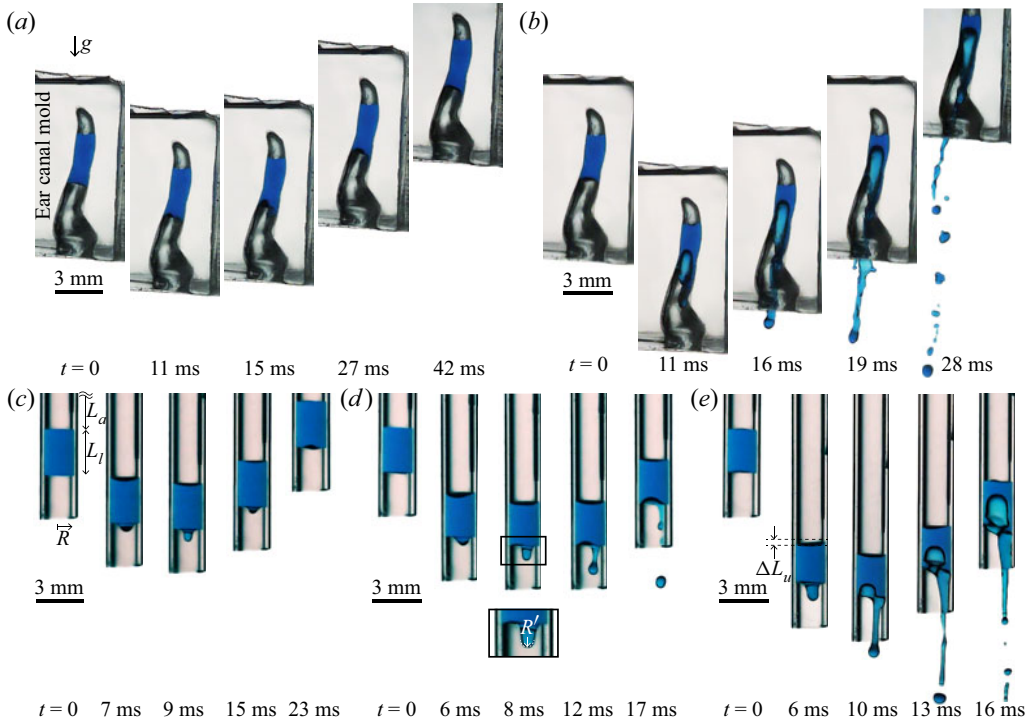 (a)
g
Ear canal mold
3 mm
t = 0
11 ms
15 ms
27 ms
42 ms
(b)
3 mm
t = 0
11 ms
16 ms
19 ms
28 ms
(c)
≈
L_a
L_l
R
3 mm
t = 0
7 ms
9 ms
15 ms
23 ms
(d)
3 mm
R′
t = 0
6 ms
8 ms
12 ms
17 ms
(e)
ΔL_u
3 mm
t = 0
6 ms
10 ms
13 ms
16 ms